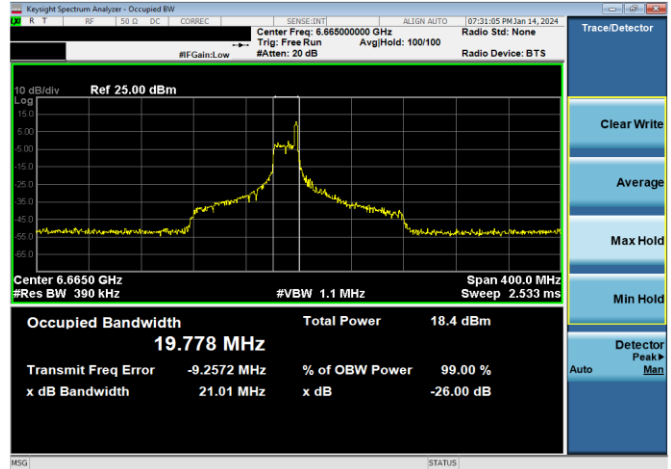 Keysight Spectrum Analyzer - Occupied BW
R T RF 50 Ω DC CORREC SENSE:INT ALIGN AUTO 07:31:05 PM Jan 14, 2024
Center Freq: 6.665000000 GHz Radio Std: None
Trig: Free Run Avg|Hold: 100/100
#IFGain:Low #Atten: 20 dB Radio Device: BTS
Trace/Detector
10 dB/div Ref 25.00 dBm
Log
15.0
5.00
-5.00
-15.0
-25.0
-35.0
-45.0
-55.0
-65.0
Center 6.6650 GHz Span 400.0 MHz
#Res BW 390 kHz #VBW 1.1 MHz Sweep 2.533 ms
Occupied Bandwidth Total Power 18.4 dBm
19.778 MHz
Transmit Freq Error -9.2572 MHz % of OBW Power 99.00 %
x dB Bandwidth 21.01 MHz x dB -26.00 dB
Clear Write
Average
Max Hold
Min Hold
Detector
Peak▶
Auto Man
MSG STATUS